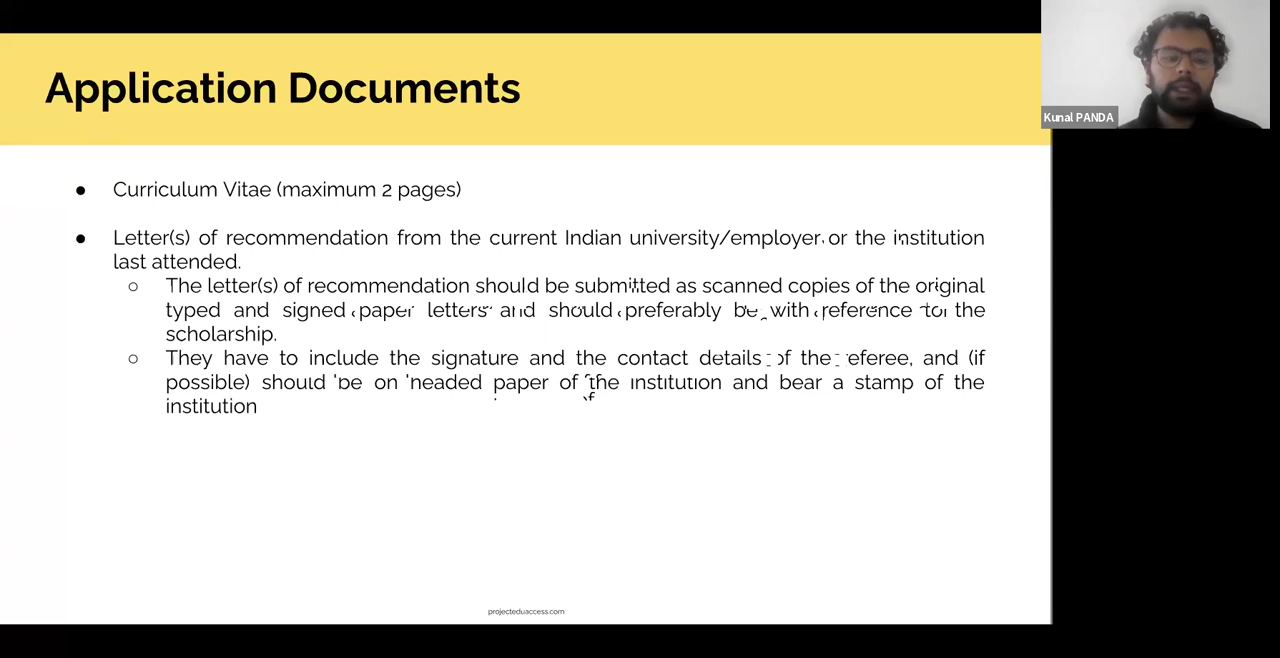 Application Documents
Kunal PANDA
● Curriculum Vitae (maximum 2 pages)
● Letter(s) of recommendation from the current Indian university/employer or the institution
last attended.
○ The letter(s) of recommendation should be submitted as scanned copies of the original
typed and signed paper letters and should preferably be with reference to the
scholarship.
○ They have to include the signature and the contact details of the referee, and (if
possible) should be on headed paper of the institution and bear a stamp of the
institution
projecteduaccess.com